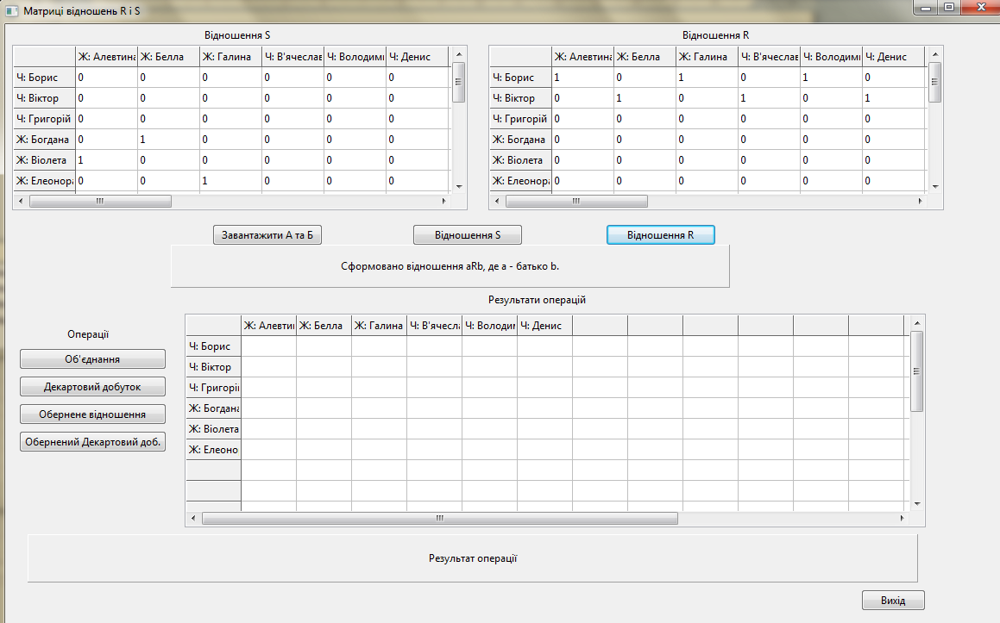 Матриці відношень R і S
Відношення S
Відношення R
Ж: Алевтина Ж: Белла Ж: Галина Ч: В'ячеслав Ч: Володими Ч: Денис
Ч: Борис 0 0 0 0 0 0
Ч: Віктор 0 0 0 0 0 0
Ч: Григорій 0 0 0 0 0 0
Ж: Богдана 0 1 0 0 0 0
Ж: Віолета 1 0 0 0 0 0
Ж: Елеонора 0 0 1 0 0 0
Ж: Алевтина Ж: Белла Ж: Галина Ч: В'ячеслав Ч: Володими Ч: Денис
Ч: Борис 1 0 1 0 1 0
Ч: Віктор 0 1 0 1 0 1
Ч: Григорій 0 0 0 0 0 0
Ж: Богдана 0 0 0 0 0 0
Ж: Віолета 0 0 0 0 0 0
Ж: Елеонора 0 0 0 0 0 0
Завантажити А та Б
Відношення S
Відношення R
Сформовано відношення aRb, де a - батько b.
Результати операцій
Операції
Об'єднання
Декартовий добуток
Обернене відношення
Обернений Декартовий доб.
Ж: Алевти Ж: Белла Ж: Галина Ч: В'ячесла Ч: Володим Ч: Денис
Ч: Борис
Ч: Віктор
Ч: Григорій
Ж: Богдана
Ж: Віолета
Ж: Елеоно
Результат операції
Вихід